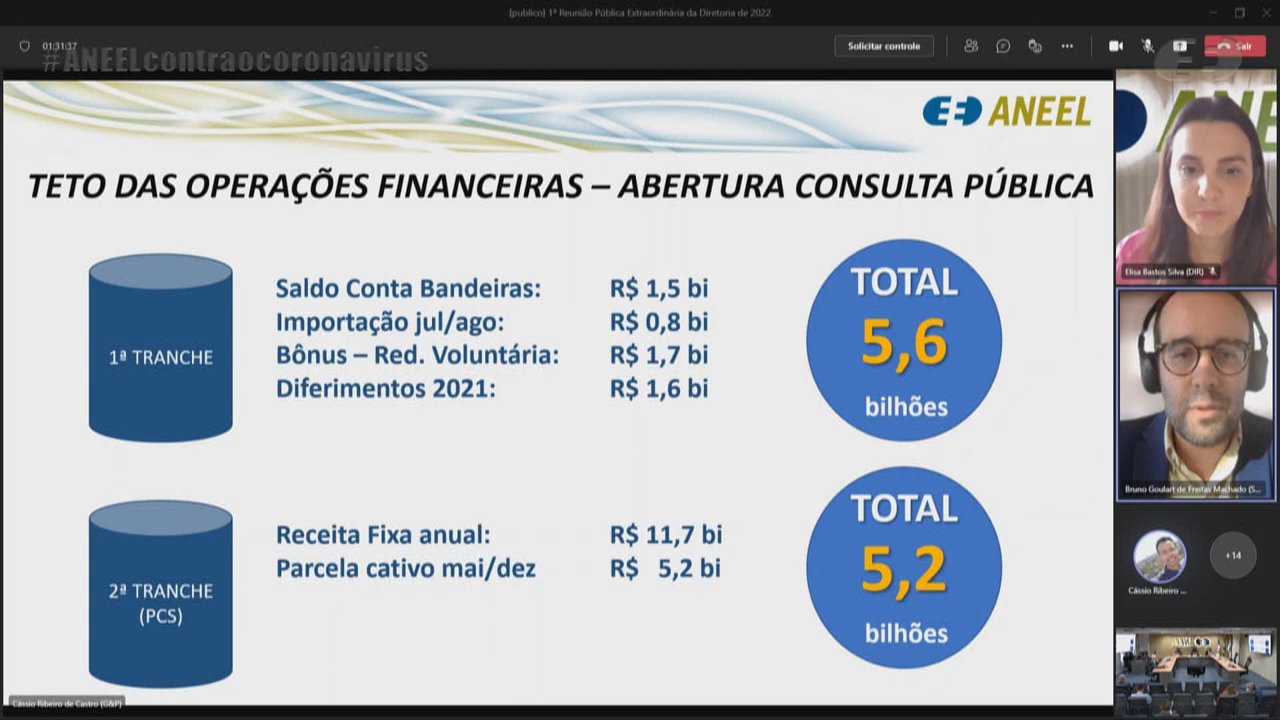 [publico] 1ª Reunião Pública Extraordinária da Diretoria de 2022
01:31:37
Solicitar controle
Sair
#ANEELcontraocoronavirus
ANEEL
TETO DAS OPERAÇÕES FINANCEIRAS – ABERTURA CONSULTA PÚBLICA
1ª TRANCHE
Saldo Conta Bandeiras: R$ 1,5 bi
Importação jul/ago: R$ 0,8 bi
Bônus – Red. Voluntária: R$ 1,7 bi
Diferimentos 2021: R$ 1,6 bi
TOTAL
5,6
bilhões
2ª TRANCHE
(PCS)
Receita Fixa anual: R$ 11,7 bi
Parcela cativo mai/dez R$ 5,2 bi
TOTAL
5,2
bilhões
Cássio Ribeiro de Castro (G&P)
Elisa Bastos Silva (DIR)
Bruno Goulart de Freitas Machado (S...
Cássio Ribeiro ...
+14
ANEEL